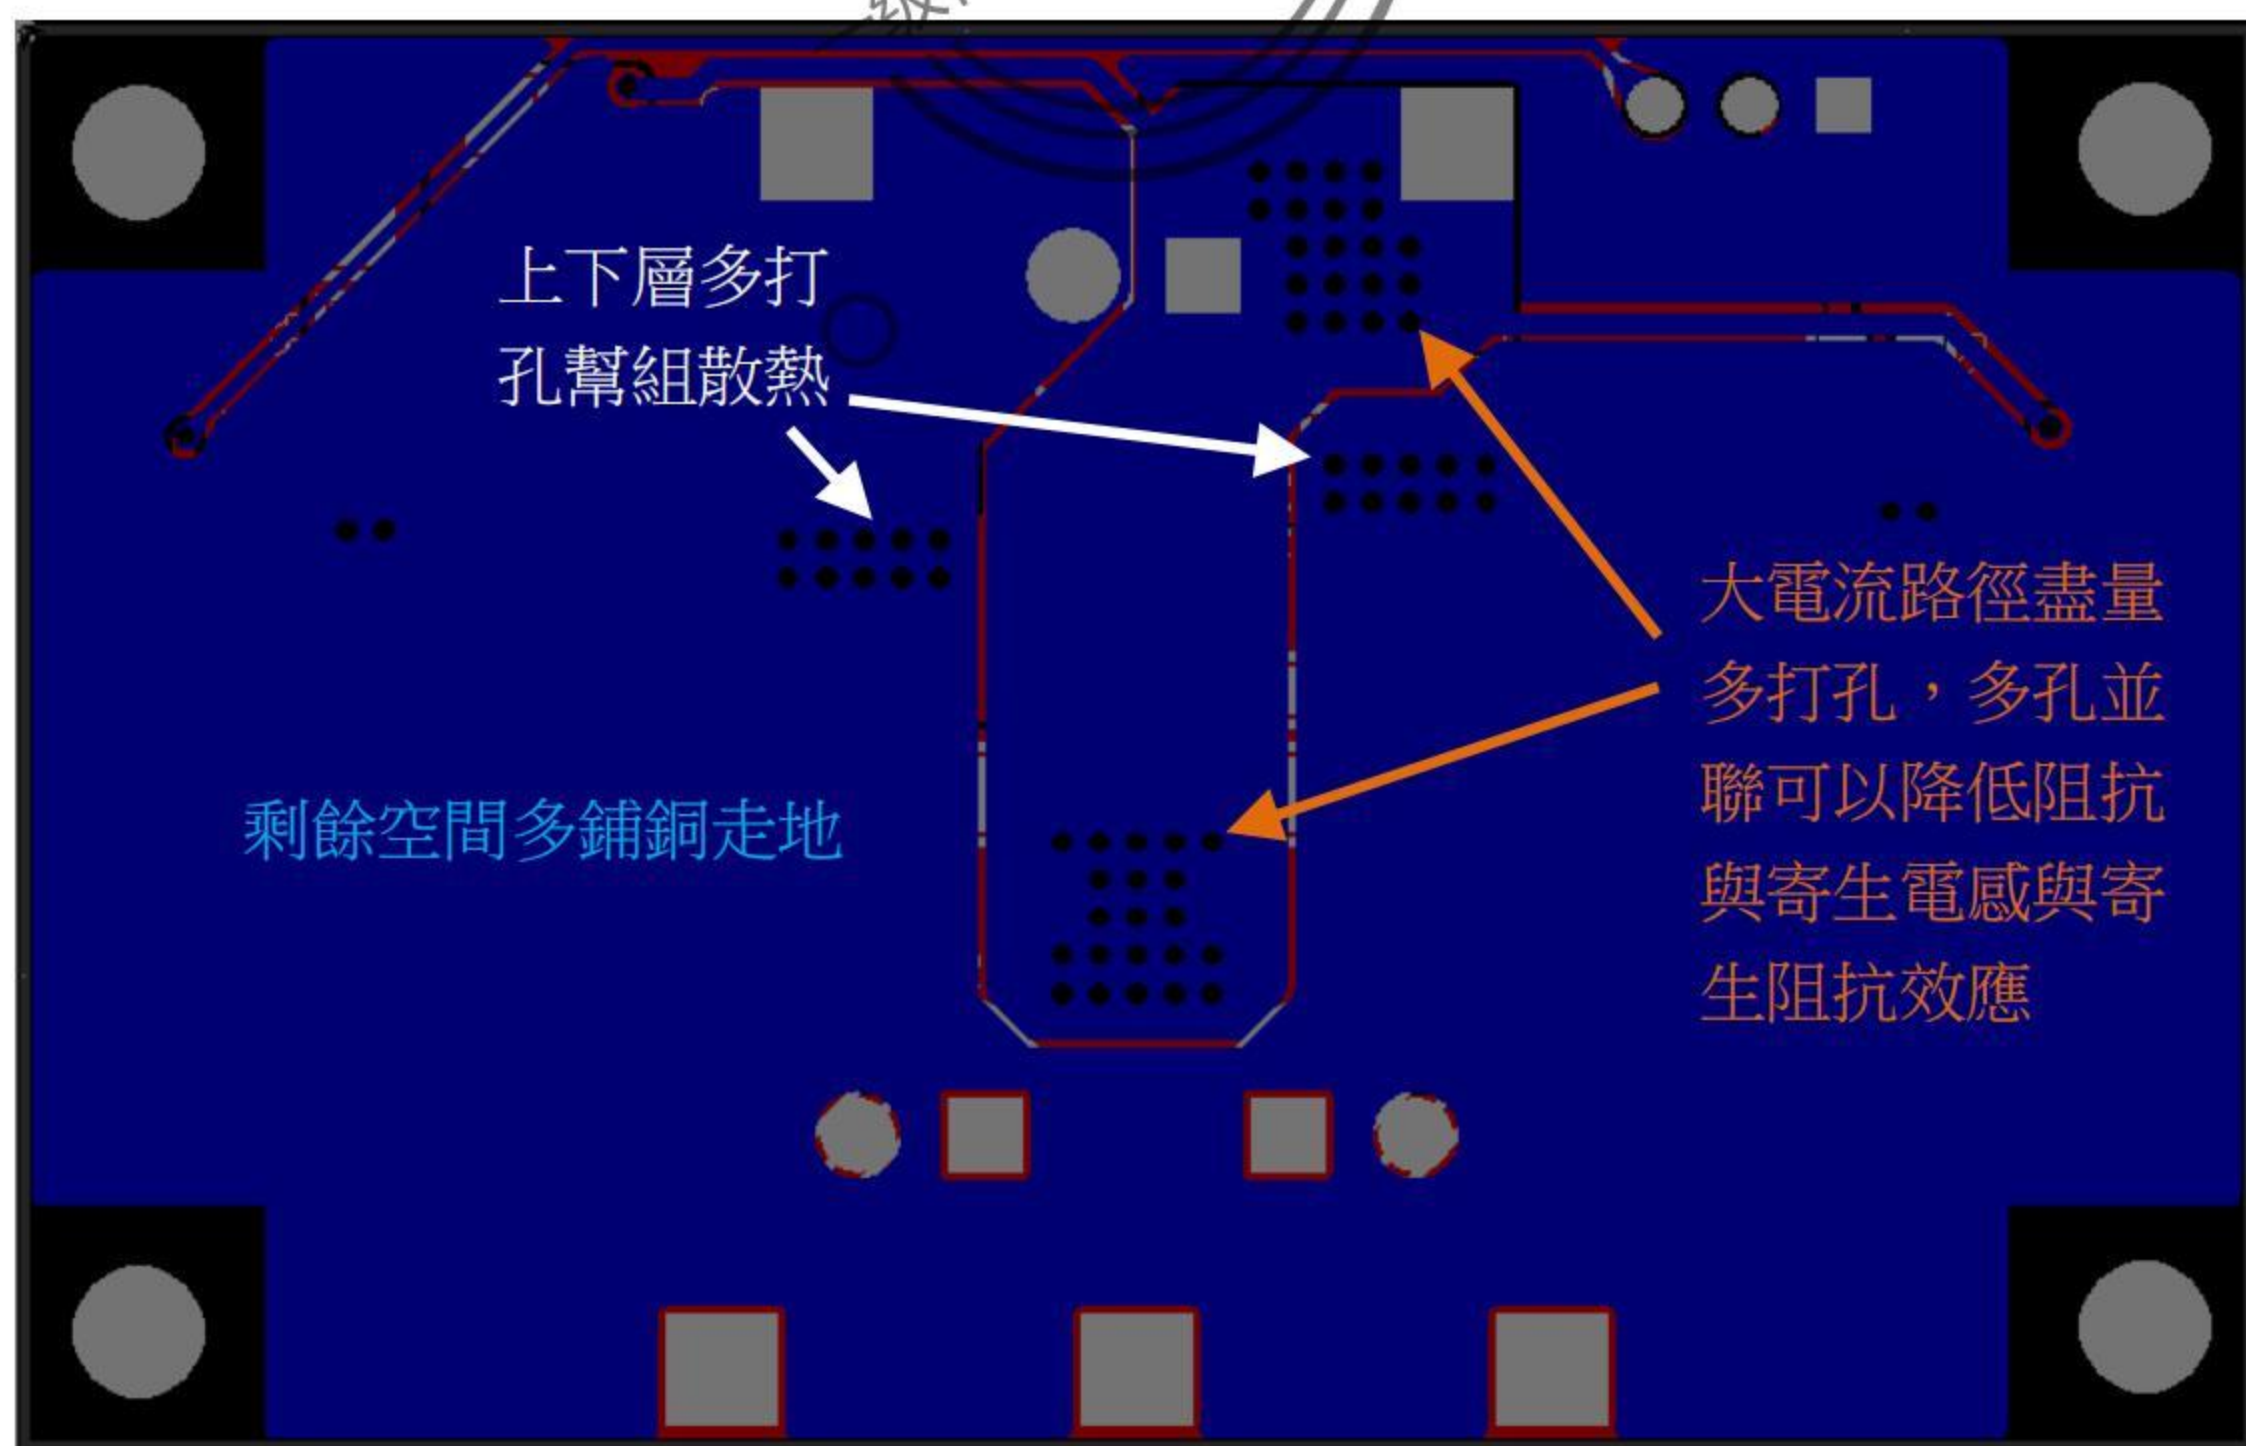 級
上下層多打
孔幫組散熱
大電流路徑盡量
多打孔，多孔並
聯可以降低阻抗
與寄生電感與寄
生阻抗效應
剩餘空間多鋪銅走地